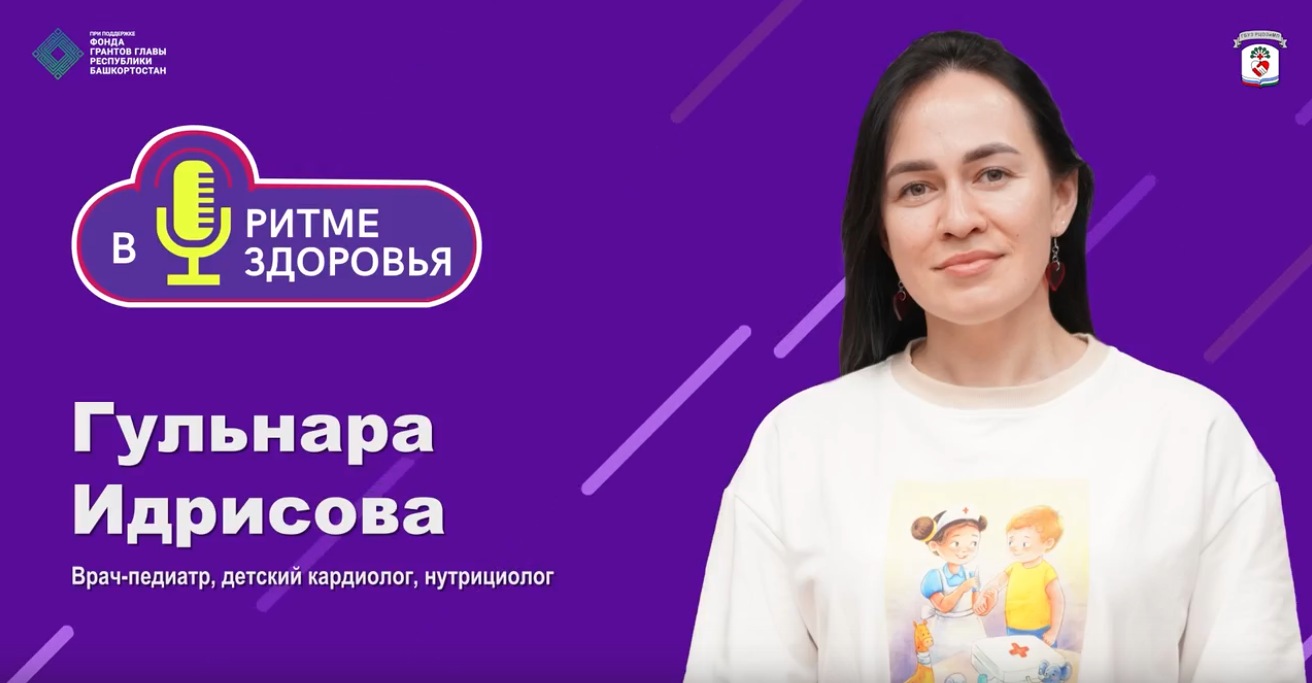 ПРИ ПОДДЕРЖКЕ
ФОНДА
ГРАНТОВ ГЛАВЫ
РЕСПУБЛИКИ
БАШКОРТОСТАН
В РИТМЕ
ЗДОРОВЬЯ
Гульнара
Идрисова
Врач-педиатр, детский кардиолог, нутрициолог